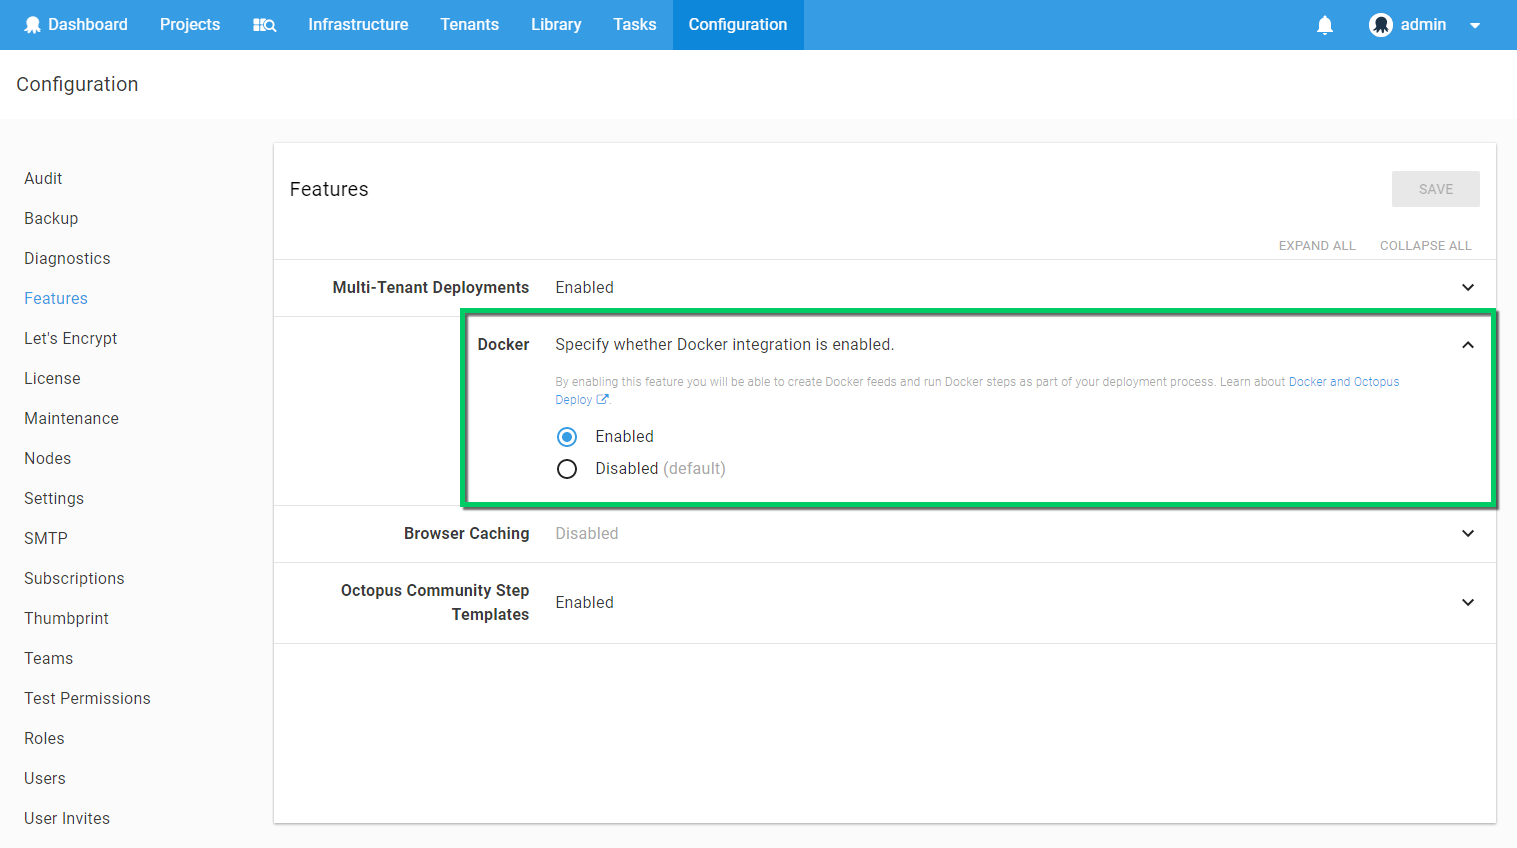 Dashboard Projects Infrastructure Tenants Library Tasks Configuration admin
Configuration
Audit
Backup
Diagnostics
Features
Let's Encrypt
License
Maintenance
Nodes
Settings
SMTP
Subscriptions
Thumbprint
Teams
Test Permissions
Roles
Users
User Invites
Features
SAVE
EXPAND ALL COLLAPSE ALL
Multi-Tenant Deployments Enabled
Docker Specify whether Docker integration is enabled.
By enabling this feature you will be able to create Docker feeds and run Docker steps as part of your deployment process. Learn about Docker and Octopus
Deploy .
Enabled
Disabled (default)
Browser Caching Disabled
Octopus Community Step
Templates
Enabled